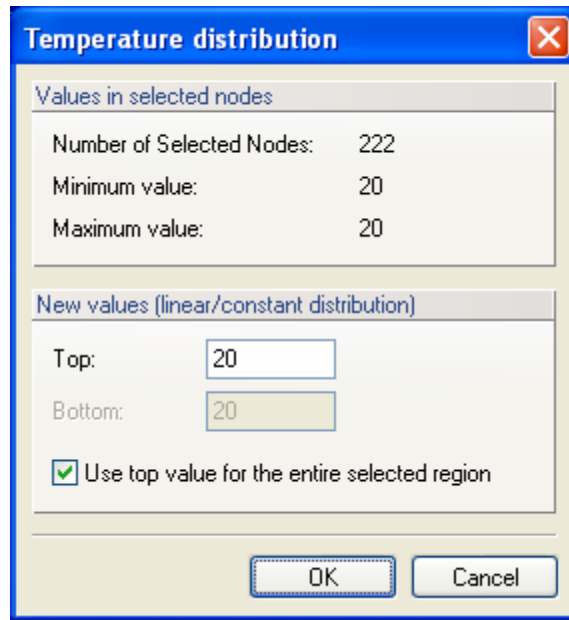 Temperature distribution
Values in selected nodes
Number of Selected Nodes: 222
Minimum value: 20
Maximum value: 20
New values (linear/constant distribution)
Top: 20
Bottom: 20
Use top value for the entire selected region
OK Cancel